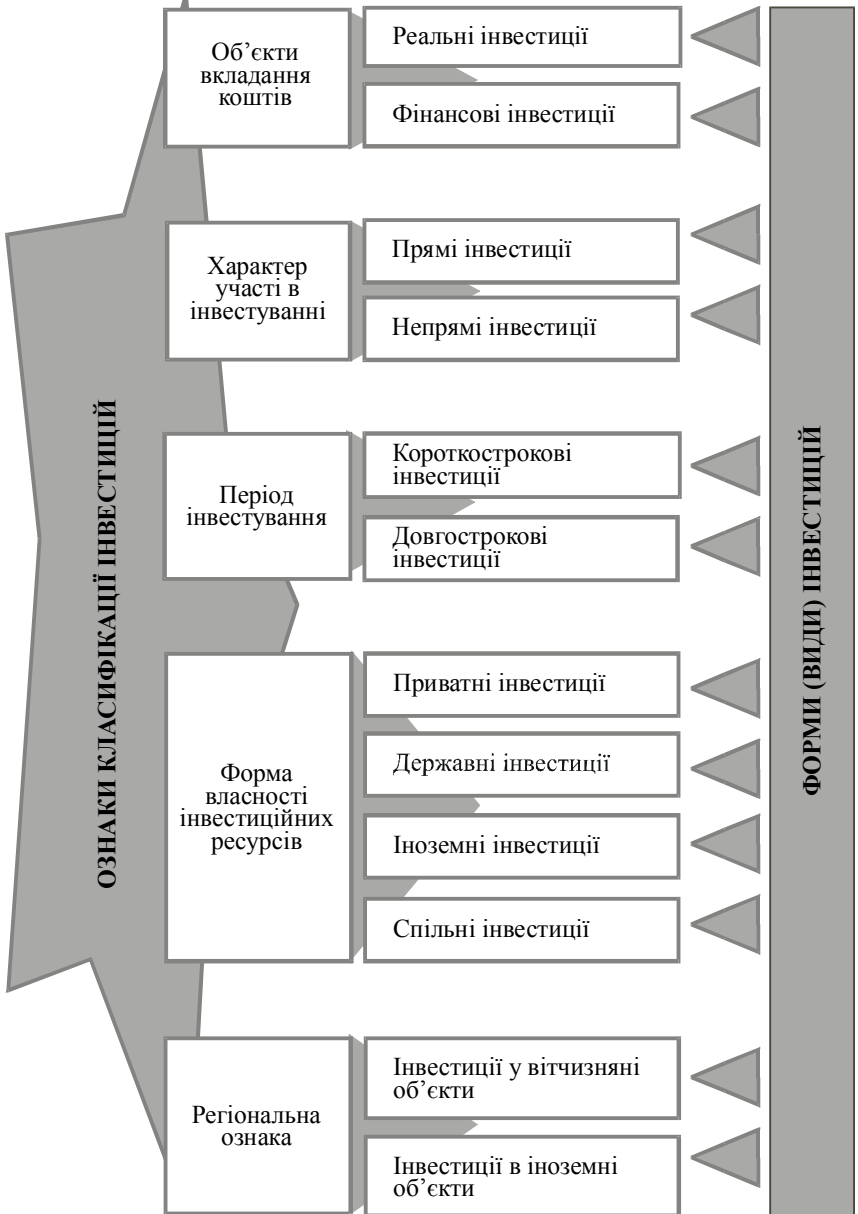 ОЗНАКИ КЛАСИФІКАЦІЇ ІНВЕСТИЦІЙ
Об’єкти
вкладання
коштів
Реальні інвестиції
Фінансові інвестиції
Характер
участі в
інвестуванні
Прямі інвестиції
Непрямі інвестиції
Період
інвестування
Короткострокові
інвестиції
Довгострокові
інвестиції
Форма
власності
інвестиційних
ресурсів
Приватні інвестиції
Державні інвестиції
Іноземні інвестиції
Спільні інвестиції
Регіональна
ознака
Інвестиції у вітчизняні
об’єкти
Інвестиції в іноземні
об’єкти
ФОРМИ (ВИДИ) ІНВЕСТИЦІЙ